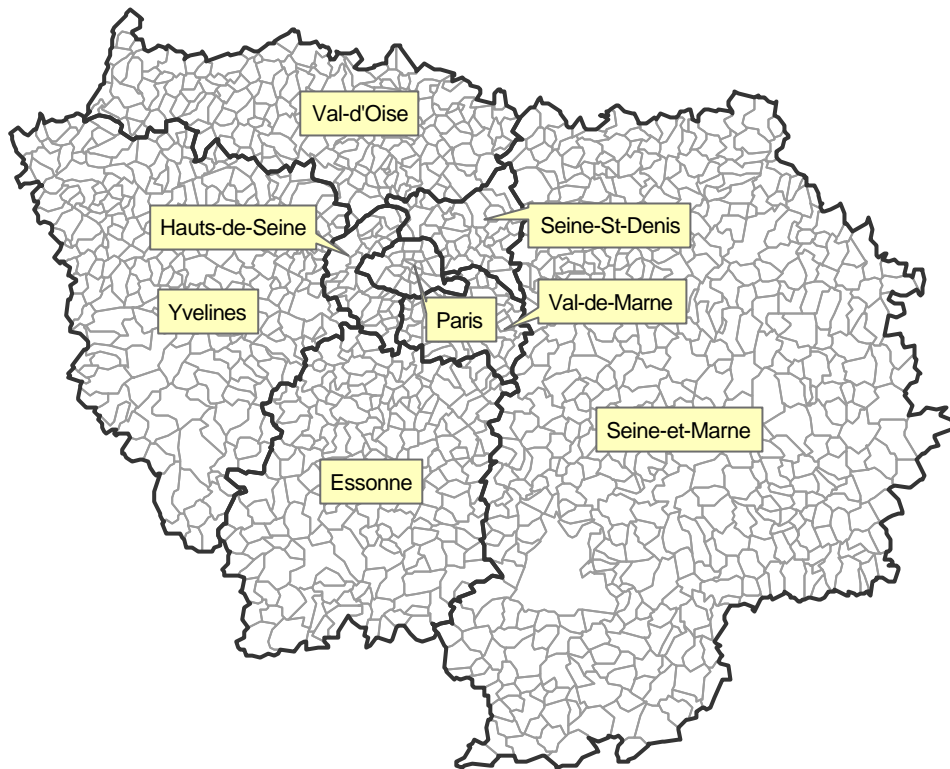 Val-d'Oise
Hauts-de-Seine
Seine-St-Denis
Yvelines
Paris
Val-de-Marne
Seine-et-Marne
Essonne